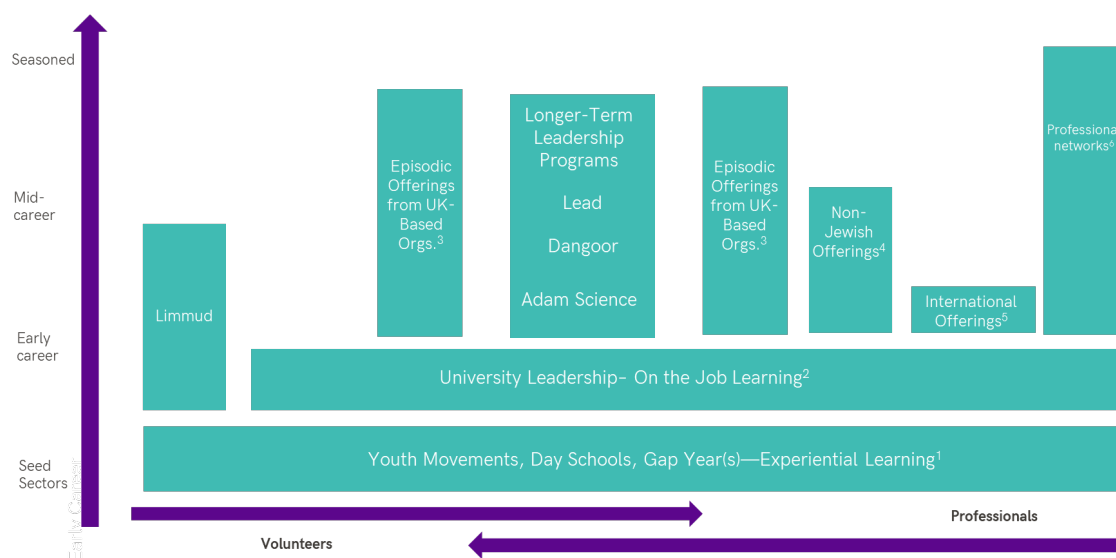 Seasoned
Mid-
career
Early
career
Seed
Sectors
Early Career
Limmud
Episodic
Offerings
from UK-
Based
Orgs.³
Longer-Term
Leadership
Programs
Lead
Dangoor
Adam Science
Episodic
Offerings
from UK-
Based
Orgs.³
Non-
Jewish
Offerings⁴
International
Offerings⁵
Professiona
networks⁶
University Leadership– On the Job Learning²
Youth Movements, Day Schools, Gap Year(s)—Experiential Learning¹
Volunteers
Professionals